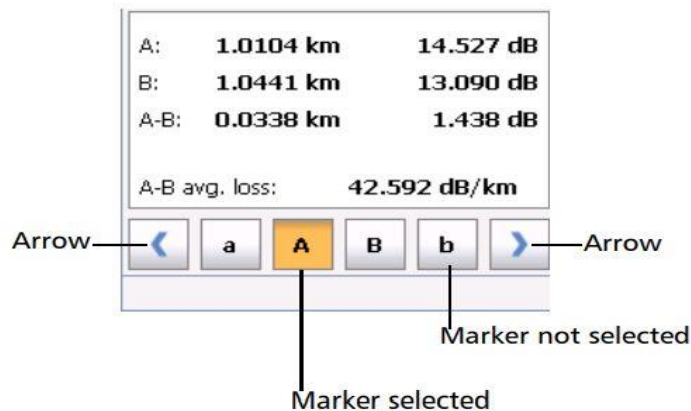 A: 1.0104 km 14.527 dB
B: 1.0441 km 13.090 dB
A-B: 0.0338 km 1.438 dB
A-B avg. loss: 42.592 dB/km
Arrow a A B b Arrow
Marker not selected
Marker selected